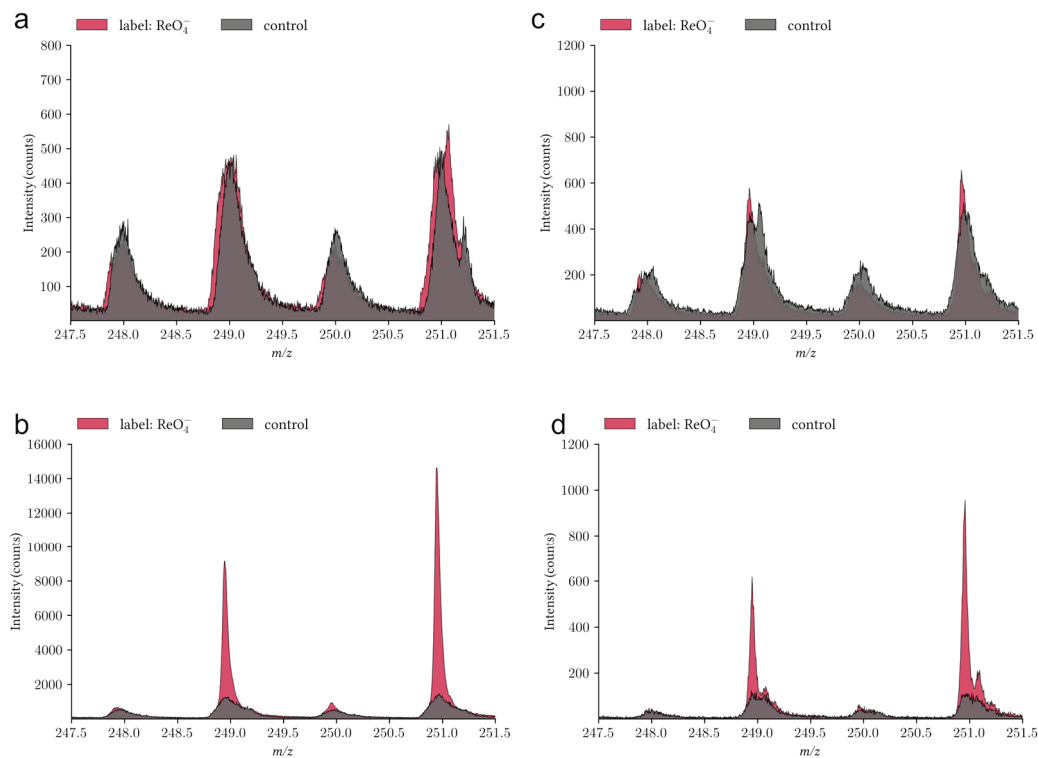 a
label: ReO₄⁻ control
800
700
600
500
400
300
200
100
Intensity (counts)
247.5 248.0 248.5 249.0 249.5 250.0 250.5 251.0 251.5
m/z
c
label: ReO₄⁻ control
1200
1000
800
600
400
200
Intensity (counts)
247.5 248.0 248.5 249.0 249.5 250.0 250.5 251.0 251.5
m/z
b
label: ReO₄⁻ control
16000
14000
12000
10000
8000
6000
4000
2000
Intensity (counts)
247.5 248.0 248.5 249.0 249.5 250.0 250.5 251.0 251.5
m/z
d
label: ReO₄⁻ control
1200
1000
800
600
400
200
Intensity (counts)
247.5 248.0 248.5 249.0 249.5 250.0 250.5 251.0 251.5
m/z